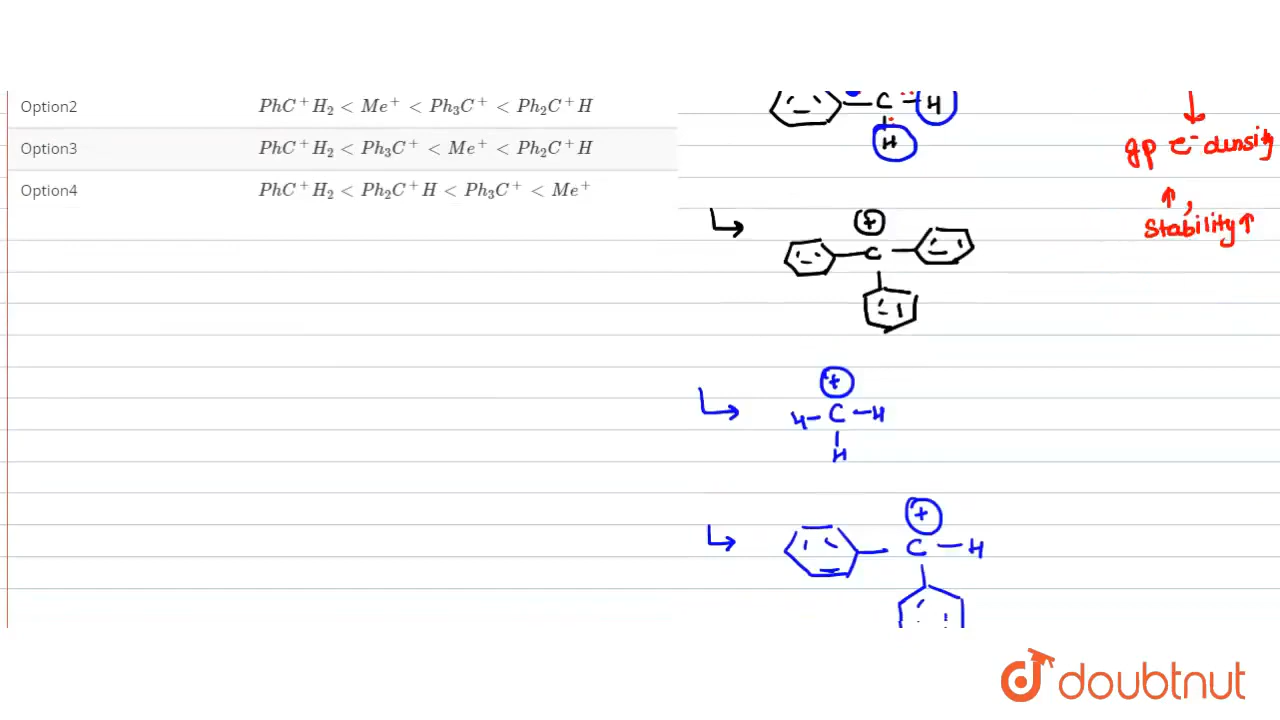 Option2 PhC⁺H₂ < Me⁺ < Ph₃C⁺ < Ph₂C⁺H
Option3 PhC⁺H₂ < Ph₃C⁺ < Me⁺ < Ph₂C⁺H
Option4 PhC⁺H₂ < Ph₂C⁺H < Ph₃C⁺ < Me⁺
C H
H
↓
gp e⁻ density
↑,
Stability↑
+
C
+
H-C-H
H
+
C-H
doubtnut